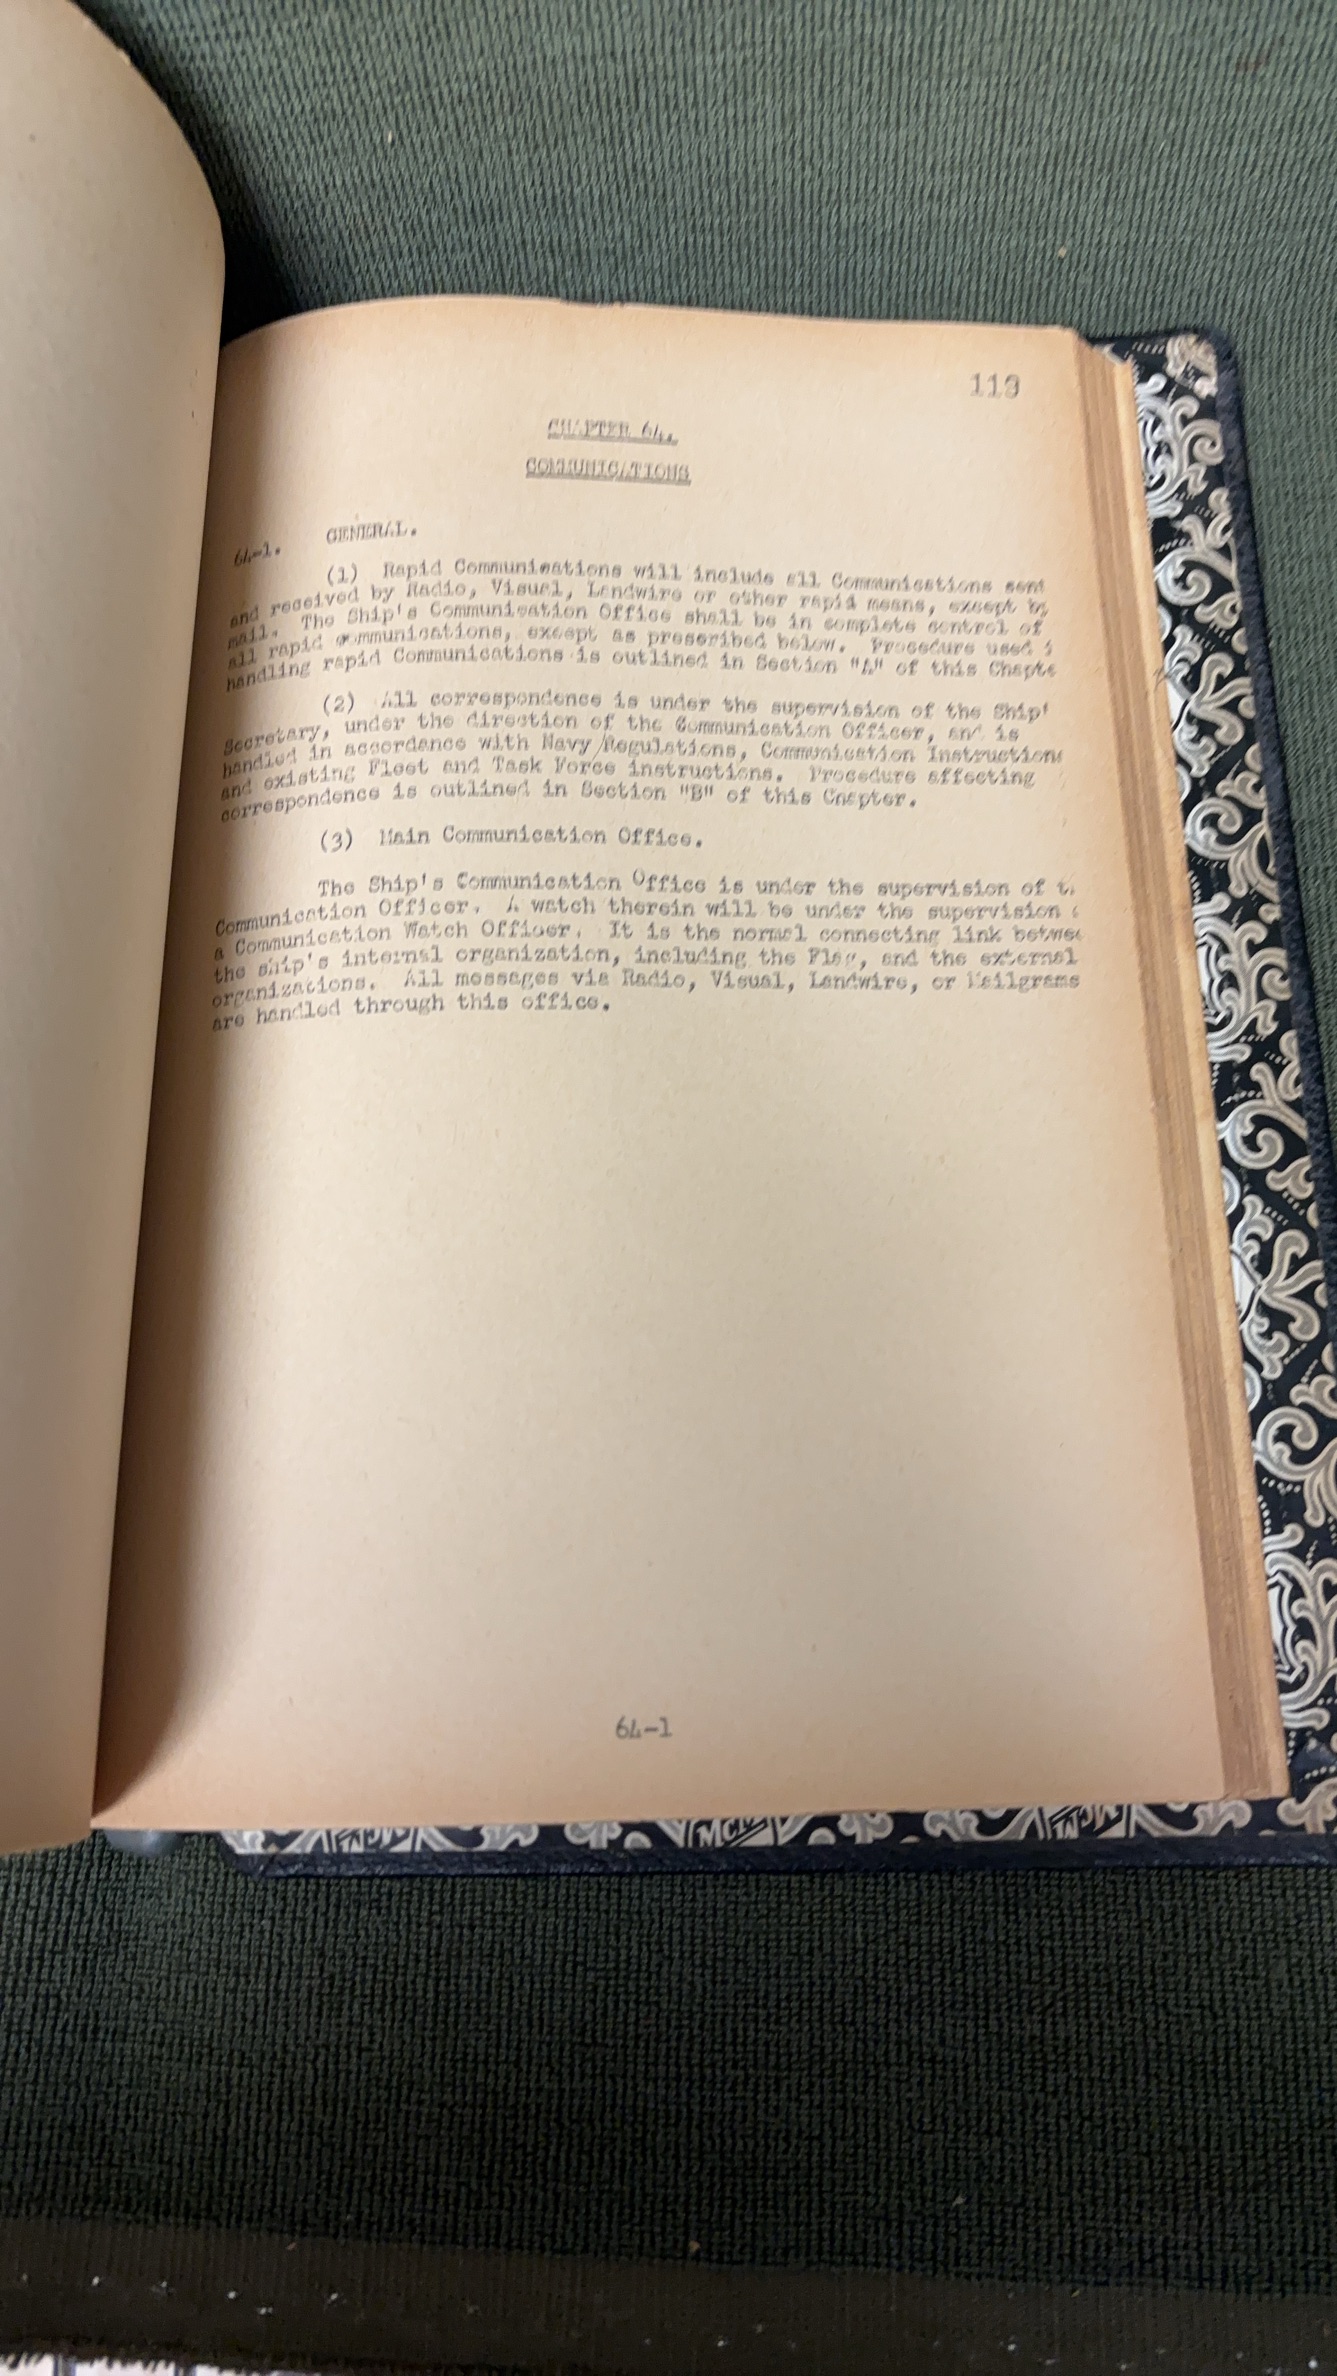 113
CHAPTER 64.
COMMUNICATIONS
64-1. GENERAL.
(1) Rapid Communications will include all Communications sent
and received by Radio, Visual, Landwire or other rapid means, except by
mail. The Ship's Communication Office shall be in complete control of
all rapid communications, except as prescribed below. Procedure used
handling rapid Communications is outlined in Section "A" of this Chapte
(2) All correspondence is under the supervision of the Ship'
Secretary, under the direction of the Communication Officer, and is
handled in accordance with Navy Regulations, Communication Instructions
and existing Fleet and Task Force instructions. Procedure affecting
correspondence is outlined in Section "B" of this Chapter.
(3) Main Communication Office.
The Ship's Communication Office is under the supervision of
Communication Officer. A watch therein will be under the supervision
a Communication Watch Officer. It is the normal connecting link betwee
the ship's internal organization, including the Flag, and the external
organizations. All messages via Radio, Visual, Landwire, or Mailgrams
are handled through this office.
64-1